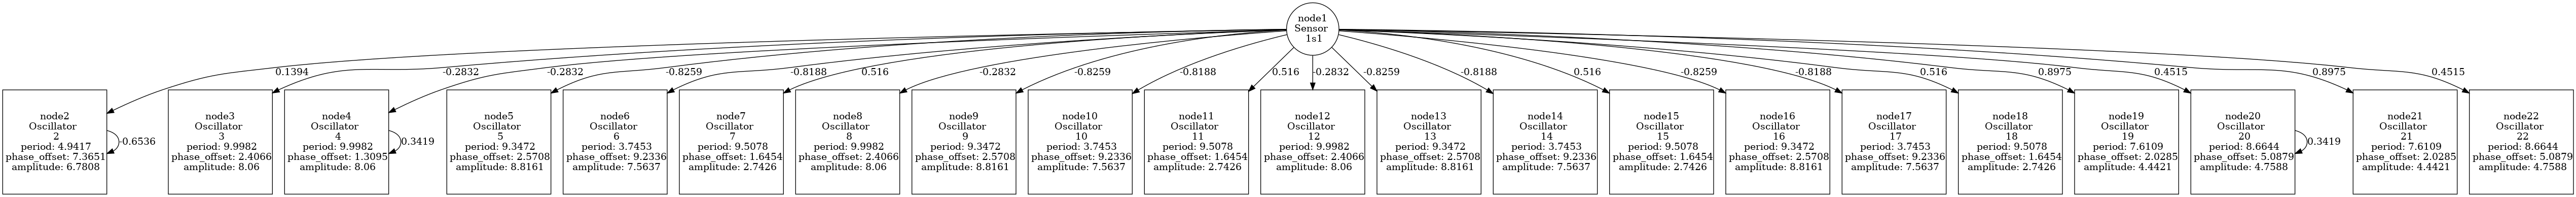 node1
Sensor
1s1
0.1394
-0.2832
-0.2832
-0.8259
-0.8188
0.516
-0.2832
-0.8259
-0.8188
0.516
-0.2832
-0.8259
-0.8188
0.516
-0.8259
-0.8188
0.516
0.8975
0.4515
0.8975
0.4515
node2
Oscillator
2
period: 4.9417
phase_offset: 7.3651
amplitude: 6.7808
-0.6536
node3
Oscillator
3
period: 9.9982
phase_offset: 2.4066
amplitude: 8.06
node4
Oscillator
4
period: 9.9982
phase_offset: 1.3095
amplitude: 8.06
0.3419
node5
Oscillator
5
period: 9.3472
phase_offset: 2.5708
amplitude: 8.8161
node6
Oscillator
6
period: 3.7453
phase_offset: 9.2336
amplitude: 7.5637
node7
Oscillator
7
period: 9.5078
phase_offset: 1.6454
amplitude: 2.7426
node8
Oscillator
8
period: 9.9982
phase_offset: 2.4066
amplitude: 8.06
node9
Oscillator
9
period: 9.3472
phase_offset: 2.5708
amplitude: 8.8161
node10
Oscillator
10
period: 3.7453
phase_offset: 9.2336
amplitude: 7.5637
node11
Oscillator
11
period: 9.5078
phase_offset: 1.6454
amplitude: 2.7426
node12
Oscillator
12
period: 9.9982
phase_offset: 2.4066
amplitude: 8.06
node13
Oscillator
13
period: 9.3472
phase_offset: 2.5708
amplitude: 8.8161
node14
Oscillator
14
period: 3.7453
phase_offset: 9.2336
amplitude: 7.5637
node15
Oscillator
15
period: 9.5078
phase_offset: 1.6454
amplitude: 2.7426
node16
Oscillator
16
period: 9.3472
phase_offset: 2.5708
amplitude: 8.8161
node17
Oscillator
17
period: 3.7453
phase_offset: 9.2336
amplitude: 7.5637
node18
Oscillator
18
period: 9.5078
phase_offset: 1.6454
amplitude: 2.7426
node19
Oscillator
19
period: 7.6109
phase_offset: 2.0285
amplitude: 4.4421
node20
Oscillator
20
period: 8.6644
phase_offset: 5.0879
amplitude: 4.7588
0.3419
node21
Oscillator
21
period: 7.6109
phase_offset: 2.0285
amplitude: 4.4421
node22
Oscillator
22
period: 8.6644
phase_offset: 5.0879
amplitude: 4.7588